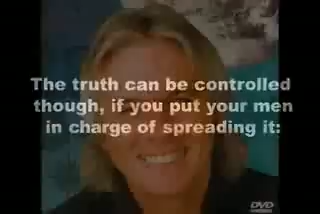 The truth can be controlled
though, if you put your men
in charge of spreading it:
DVD